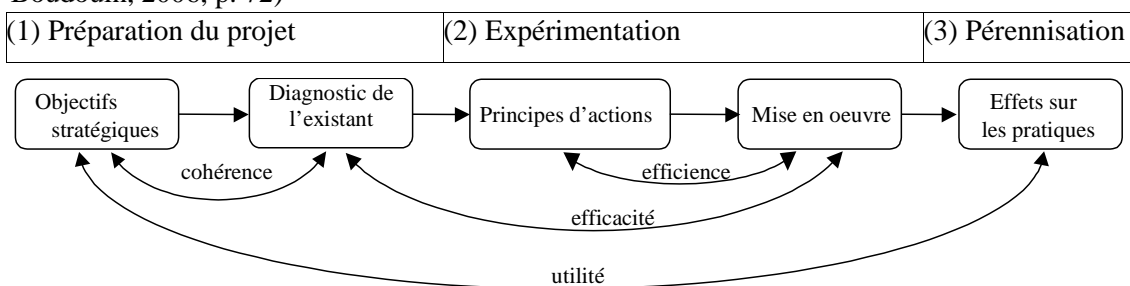 Boudouin, 2008, p. 72)
(1) Préparation du projet (2) Expérimentation (3) Pérennisation
Objectifs
stratégiques
Diagnostic de
l'existant
Principes d'actions
Mise en oeuvre
Effets sur
les pratiques
cohérence
efficience
efficacité
utilité